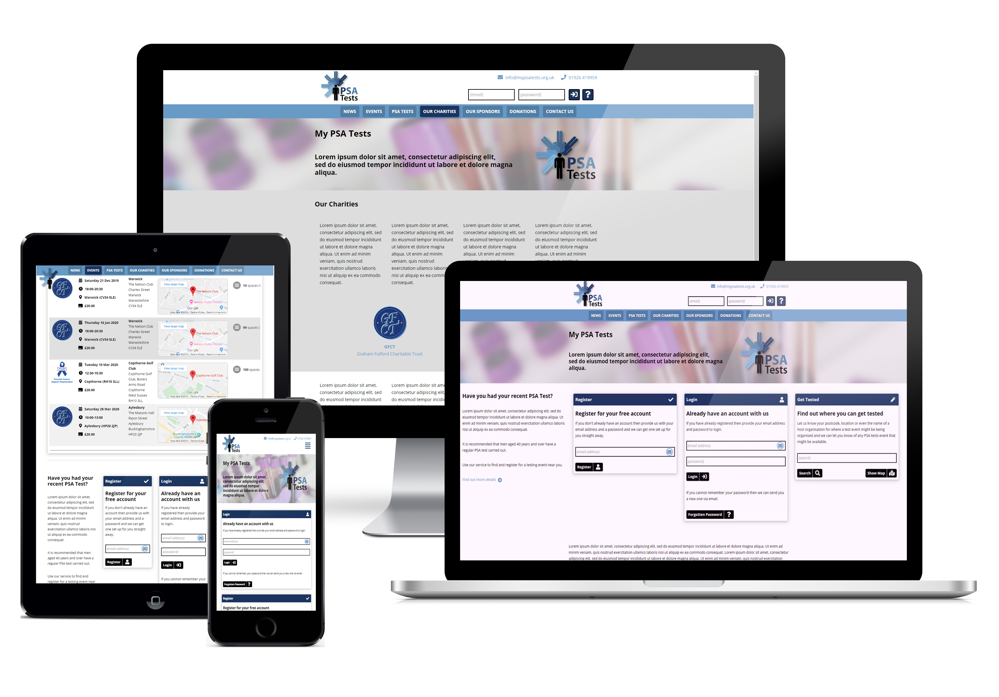 PSA
Tests
info@mypsatests.org.uk 01926 419959
(email) (password) ?
NEWS EVENTS PSA TESTS OUR CHARITIES OUR SPONSORS DONATIONS CONTACT US
My PSA Tests
Lorem ipsum dolor sit amet, consectetur adipiscing elit,
sed do eiusmod tempor incididunt ut labore et dolore magna
aliqua.
PSA
Tests
Our Charities
Lorem ipsum dolor sit amet,
consectetur adipiscing elit, sed
do eiusmod tempor incididunt
ut labore et dolore magna
aliqua. Ut enim ad minim
veniam, quis nostrud
exercitation ullamco laboris
nisi ut aliquip ex ea commodo
consequat.
Lorem ipsum dolor sit amet,
consectetur adipiscing elit, sed
do eiusmod tempor incididunt
ut labore et dolore magna
aliqua. Ut enim ad minim
veniam, quis nostrud
exercitation ullamco laboris
nisi ut aliquip ex ea comm
consequat.
Lorem ipsum dolor sit amet,
consectetur adipiscing elit, sed
do eiusmod tempor incididunt
ut labore et dolore magna
aliqua. Ut enim ad minim
veniam, quis nostrud
Lorem ipsum dolor sit amet,
consectetur adipiscing elit, sed
do eiusmod tempor incididunt
ut labore et dolore magna
aliqua. Ut enim ad minim
veniam, quis nostrud
GFCT
GFCT
Graham Fulford Charitable Trust
Lorem ipsum dolor sit amet,
consectetur adipiscing elit, sed
do eiusmod tempor incididunt
Lorem ipsum dolor sit ame
consectetur adipiscing elit,
do eiusmod tempor incidid
NEWS EVENTS PSA TESTS OUR CHARITIES OUR SPONSORS DONATIONS CONTACT US
GFCT
Saturday 21 Dec 2019
18:00-20:30
Warwick (CV34 5LE)
£20.00
Warwick
The Nelson Club
Charles Street
Warwick
Warwickshire
CV34 5LE
View larger map
The Nelson Club
Nelson Public House
Google
Map data ©2019 Terms of Use Report a map error
10 spaces
GFCT
Thursday 16 Jan 2020
18:00-20:30
Warwick (CV34 5LE)
£20.00
Warwick
The Nelson Club
Charles Street
Warwick
Warwickshire
CV34 5LE
View larger map
The Nelson Club
Nelson Public House
Google
Map data ©2019 Terms of Use Report a map error
99 spaces
PCaSO
Prostate Cancer
Support Organisation
Tuesday 10 Mar 2020
12:30-15:30
Copthorne (RH10 3LL)
£20.00
Copthorne Golf
Club
Copthorne Golf
Club, Borers
Arms Road
Copthorne
West Sussex
RH10 3LL
View larger map
Borers Arms Rd
Copthorne Golf Club
Google
Map data ©2019 Terms of Use Report a map error
100 spaces
GFCT
Saturday 28 Mar 2020
10:00-13:00
Aylesbury (HP20 2JP)
£20.00
Aylesbury
The Masonic Hall
Ripon Street
Aylesbury
Buckinghamshire
HP20 2JP
View larger map
A418
Buckinghamshire
Google
Map data ©2019 Terms of Use Report a map error
Have you had your
recent PSA Test?
Lorem ipsum dolor sit amet,
consectetur adipiscing elit, sed
do eiusmod tempor incididunt
ut labore et dolore magna
aliqua. Ut enim ad minim
veniam, quis nostrud
exercitation ullamco laboris nisi
ut aliquip ex ea commodo
consequat.
It is recommended that men
aged 40 years and over have a
regular PSA test carried out.
Use our service to find and
register for a testing event near
Register
Register for your
free account
If you don't already have an
account then provide us with
your email address and a
password and we can get
one set up for you straight
away.
(email address)
Register
Login
Already have an
account with us
If you have already
registered then provide your
email address and password
to login.
(email address)
(password)
Login
If you cannot remember your
PSA
Tests
info@mypsatests.org.uk 01926 419959
My PSA Tests
Lorem ipsum dolor sit amet,
consectetur adipiscing elit,
sed do eiusmod tempor
incididunt ut labore et dolore
magna aliqua.
PSA
Tests
Login
Already have an account with us
If you have already registered then provide your email address and password to login.
(email address)
(password)
Login
If you cannot remember your password then we can send you a new one via email.
Forgotten Password ?
Register
Register for your free account
PSA
Tests
info@mypsatests.org.uk 01926 419959
(email) (password) ?
NEWS EVENTS PSA TESTS OUR CHARITIES OUR SPONSORS DONATIONS CONTACT US
My PSA Tests
Lorem ipsum dolor sit amet, consectetur adipiscing elit,
sed do eiusmod tempor incididunt ut labore et dolore magna
aliqua.
PSA
Tests
Have you had your recent PSA Test?
Lorem ipsum dolor sit amet, consectetur adipiscing elit, sed do
eiusmod tempor incididunt ut labore et dolore magna aliqua. Ut
enim ad minim veniam, quis nostrud exercitation ullamco laboris
nisi ut aliquip ex ea commodo consequat.
It is recommended that men aged 40 years and over have a
regular PSA test carried out.
Use our service to find and register for a testing event near you.
Find out more details
Register
Register for your free account
If you don't already have an account then provide us with your
email address and a password and we can get one set up for
you straight away.
(email address)
Register
Login
Already have an account with us
If you have already registered then provide your email address
and password to login.
(email address)
(password)
Login
If you cannot remember your password then we can send you
a new one via email.
Forgotten Password ?
Get Tested
Find out where you can get tested
Let us know your postcode, location or even the name of a
host organisation for where a test event might be being
organised and we can let you know of any PSA tests event that
might be available.
(search)
Search Show Map
Lorem ipsum dolor sit amet, consectetur adipiscing elit, sed do eiusmod tempor incididunt ut labore et dolore magna aliqua. Ut enim ad
minim veniam, quis nostrud exercitation ullamco laboris nisi ut aliquip ex ea commodo consequat. Lorem ipsum dolor sit amet, consectetur
adipiscing elit, sed do eiusmod tempor incididunt ut labore et dolore magna aliqua. Ut enim ad minim veniam, quis nostrud exercitation